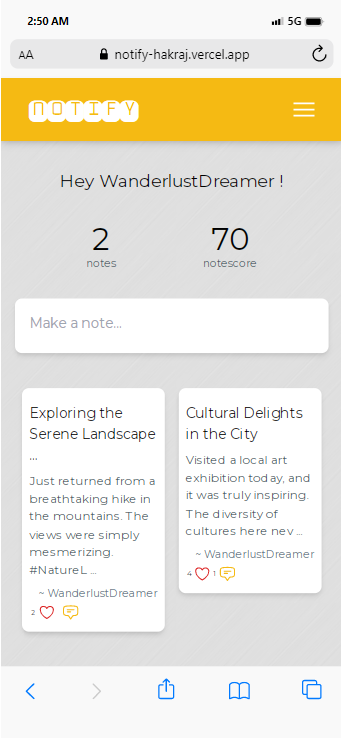 2:50 AM
5G
AA
notify-hakraj.vercel.app
NOTIFY
Hey WanderlustDreamer !
2
70
notes
notescore
Make a note...
Exploring the
Serene Landscape
...
Just returned from a
breathtaking hike in
the mountains. The
views were simply
mesmerizing.
#NatureL ...
~ WanderlustDreamer
2
Cultural Delights
in the City
Visited a local art
exhibition today, and
it was truly inspiring.
The diversity of
cultures here nev ...
~ WanderlustDreamer
4
1